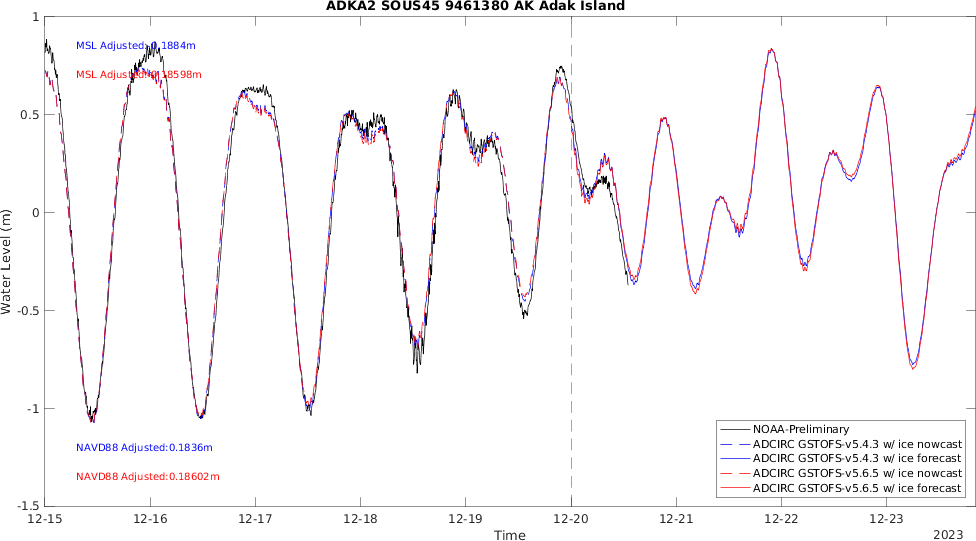 ADKA2 SOUS45 9461380 AK Adak Island
1
MSL Adjusted:0.1884m
MSL Adjusted:0.18598m
0.5
0
Water Level (m)
-0.5
-1
NAVD88 Adjusted:0.1836m
NAVD88 Adjusted:0.18602m
-1.5
NOAA-Preliminary
ADCIRC GSTOFS-v5.4.3 w/ ice nowcast
ADCIRC GSTOFS-v5.4.3 w/ ice forecast
ADCIRC GSTOFS-v5.6.5 w/ ice nowcast
ADCIRC GSTOFS-v5.6.5 w/ ice forecast
12-15 12-16 12-17 12-18 12-19 12-20 12-21 12-22 12-23
Time
2023